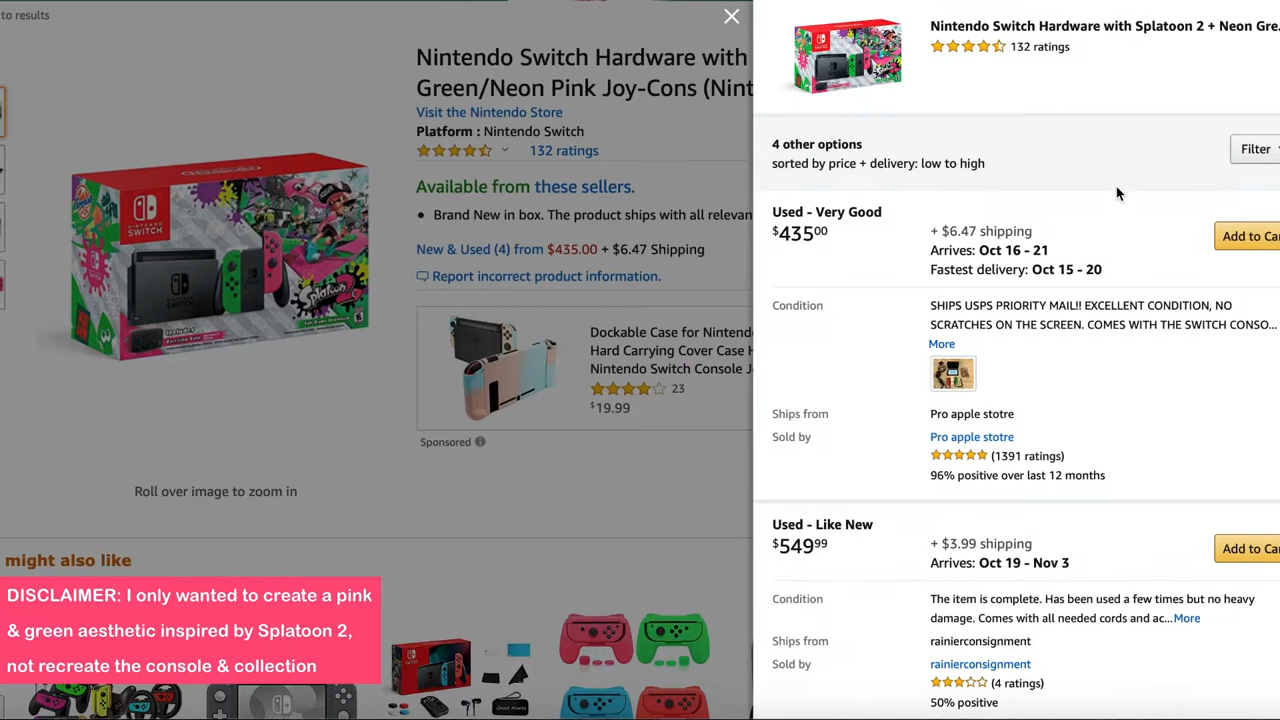 to results
Nintendo Switch Hardware with
Green/Neon Pink Joy-Cons (Nint
Visit the Nintendo Store
Platform : Nintendo Switch
132 ratings
Available from these sellers.
Brand New in box. The product ships with all relevan
New & Used (4) from $435.00 + $6.47 Shipping
Report incorrect product information.
NINTENDO
SWITCH
Splatoon 2
includes
Dockable Case for Nintendo
Hard Carrying Cover Case
Nintendo Switch Console
23
$19.99
Sponsored
Roll over image to zoom in
might also like
DISCLAIMER: I only wanted to create a pink
& green aesthetic inspired by Splatoon 2,
not recreate the console & collection
Nintendo Switch Hardware with Splatoon 2 + Neon Gre...
132 ratings
4 other options
sorted by price + delivery: low to high
Filter
Used - Very Good
$435 00
+ $6.47 shipping
Arrives: Oct 16 - 21
Fastest delivery: Oct 15 - 20
Add to Car
Condition
SHIPS USPS PRIORITY MAIL!! EXCELLENT CONDITION, NO
SCRATCHES ON THE SCREEN. COMES WITH THE SWITCH CONSO...
More
Ships from
Pro apple stotre
Sold by
Pro apple stotre
(1391 ratings)
96% positive over last 12 months
Used - Like New
$549 99
+ $3.99 shipping
Arrives: Oct 19 - Nov 3
Add to Car
Condition
The item is complete. Has been used a few times but no heavy
damage. Comes with all needed cords and ac...More
Ships from
rainierconsignment
Sold by
rainierconsignment
(4 ratings)
50% positive